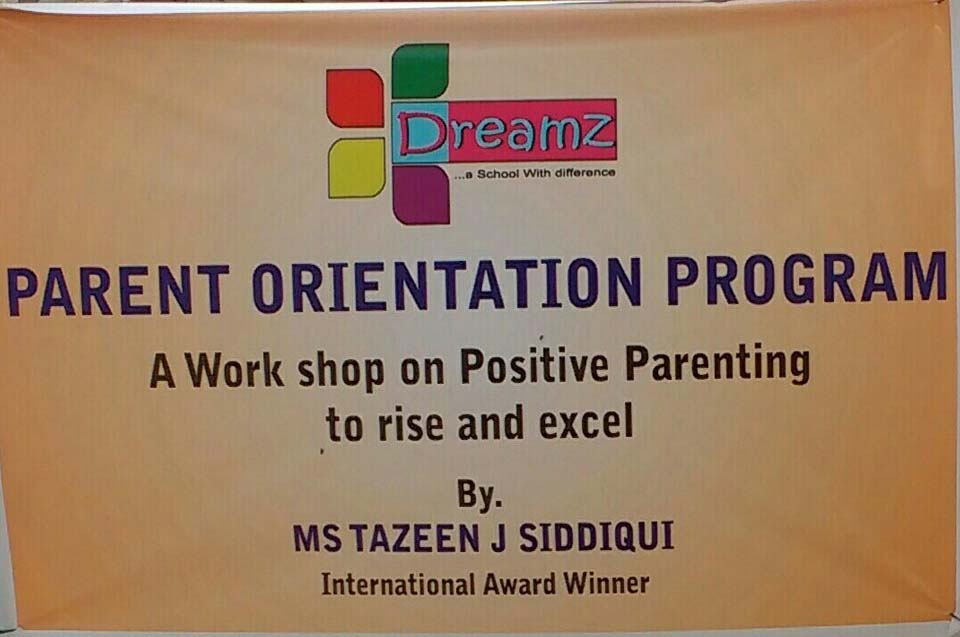 Dreamz
...a School With difference
PARENT ORIENTATION PROGRAM
A Work shop on Positive Parenting
to rise and excel
By.
MS TAZEEN J SIDDIQUI
International Award Winner